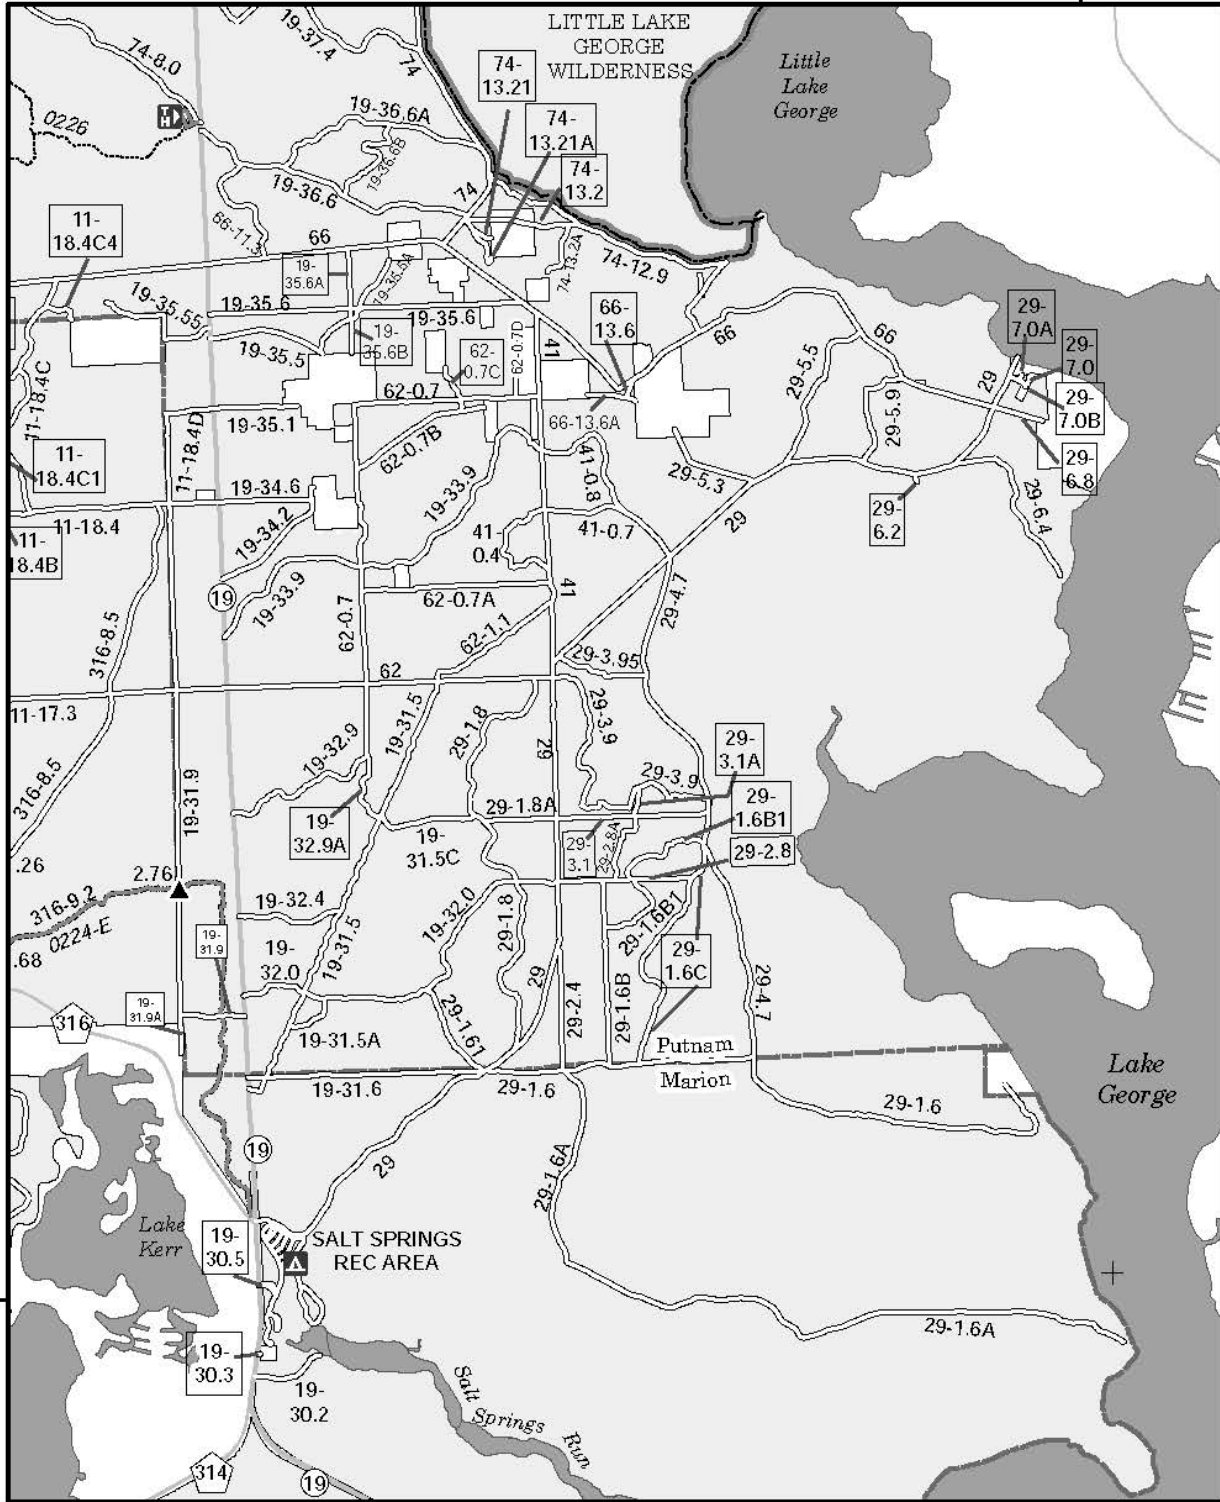 LITTLE LAKE
GEORGE
WILDERNESS
Little
Lake
George
19-37.4
74
74-8.0
74-
13.21
74-
13.21A
74-
13.2
TH
0226
19-36.6A
19-36.6B
19-36.6
74
11-
18.4C4
66-11.3
66
19-
35.6A
19-35.5A
74-13.2A
74-12.9
19-35.55
19-35.6
19-35.6
19-
35.6B
19-35.5
62-
0.7C
62-0.7D
41
66-
13.6
66
66
29-
7.0A
29-
7.0
29-
7.0B
29-
6.8
29
29-5.5
29-5.9
11-18.4C
11-18.4D
62-0.7
66-13.6A
19-35.1
62-0.7B
11-
18.4C1
19-34.6
19-33.9
41-0.8
29-5.3
29-6.4
29-
6.2
11-18.4
11-
18.4B
19-34.2
41-
0.4
41-0.7
29
19
19-33.9
62-0.7A
41
29-4.7
316-8.5
62-0.7
62-1.1
62
29-3.95
11-17.3
19-31.5
29-1.8
29-3.9
29
19-32.9
29-
3.1A
29-3.9
316-8.5
19-31.9
29-1.8A
29-
1.6B1
19-
32.9A
19-
31.5C
29-
3.1
29-2.8A
29-2.8
.26
2.76
316-9.2
0224-E
.68
19-32.4
19-32.0
29-1.8
29-1.6B1
19-
31.9
19-
32.0
19-31.5
29-
1.6C
19-
31.9A
29
29-2.4
29-1.6B
29-4.7
316
19-31.5A
29-1.61
Putnam
Marion
Lake
George
19-31.6
29-1.6
29-1.6
19
29
29-1.6A
Lake
Kerr
19-
30.5
SALT SPRINGS
REC AREA
29-1.6A
19-
30.3
19-
30.2
Salt
Springs
Run
314
19